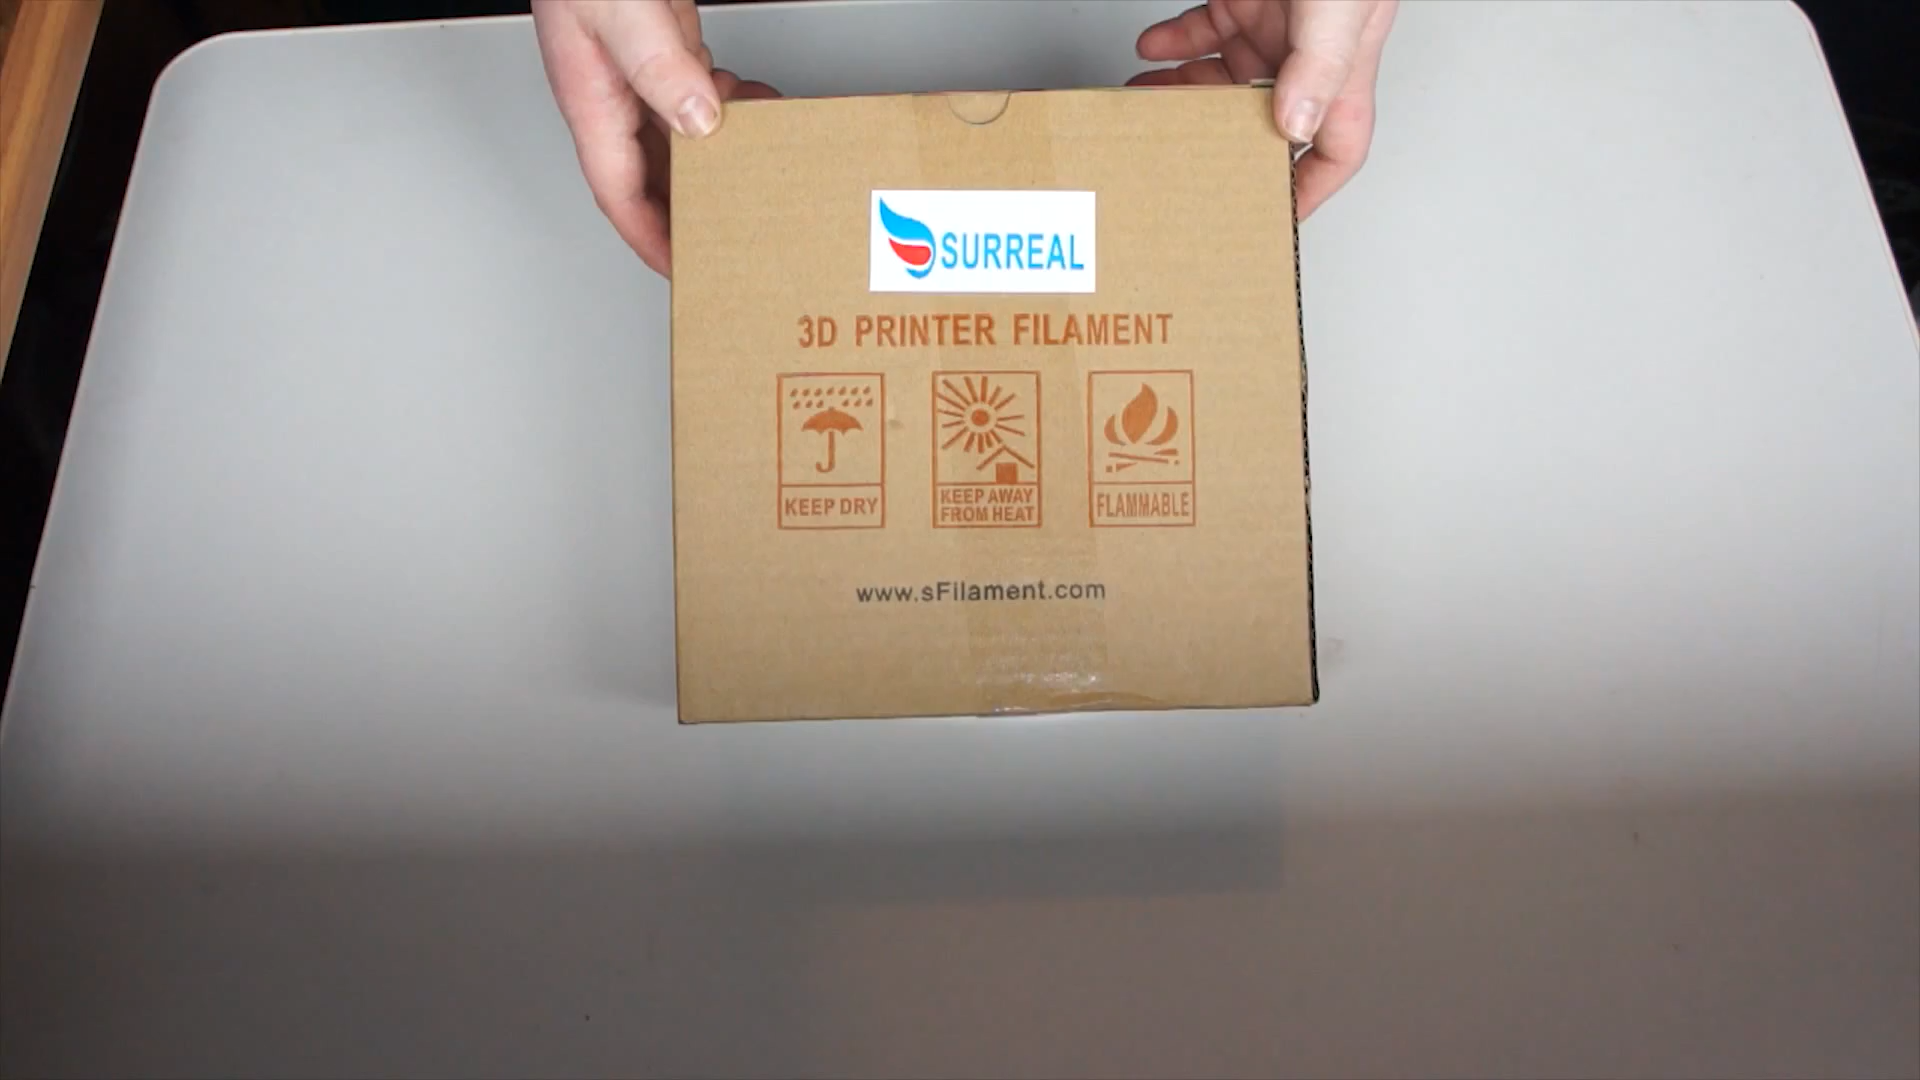 SURREAL
3D PRINTER FILAMENT
KEEP DRY
KEEP AWAY
FROM HEAT
FLAMMABLE
www.sFilament.com